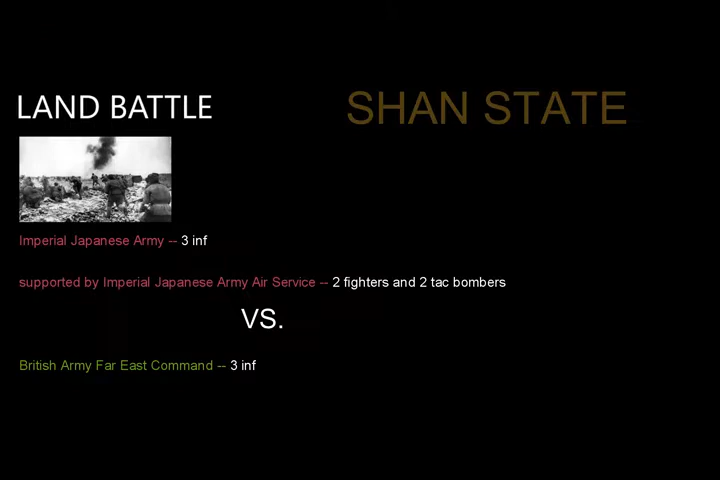 LAND BATTLE
SHAN STATE
Imperial Japanese Army -- 3 inf
supported by Imperial Japanese Army Air Service -- 2 fighters and 2 tac bombers
VS.
British Army Far East Command -- 3 inf